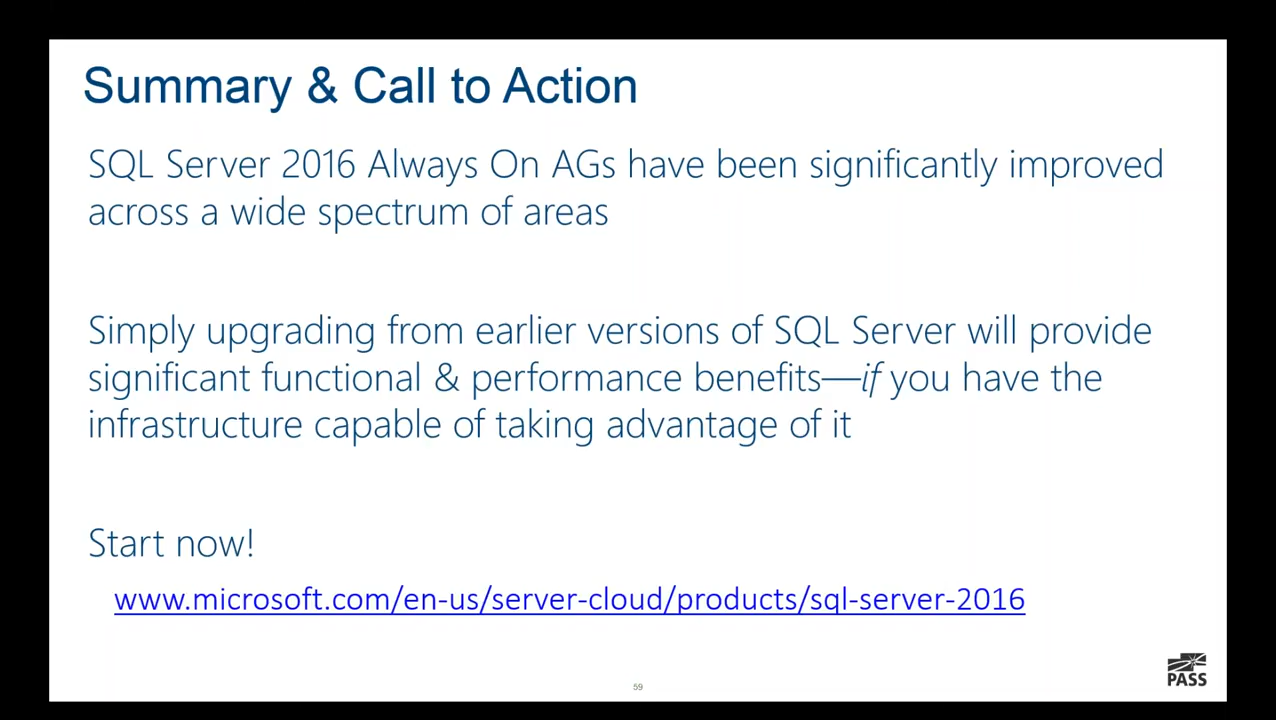 Summary & Call to Action
SQL Server 2016 Always On AGs have been significantly improved
across a wide spectrum of areas
Simply upgrading from earlier versions of SQL Server will provide
significant functional & performance benefits—if you have the
infrastructure capable of taking advantage of it
Start now!
www.microsoft.com/en-us/server-cloud/products/sql-server-2016
59
PASS